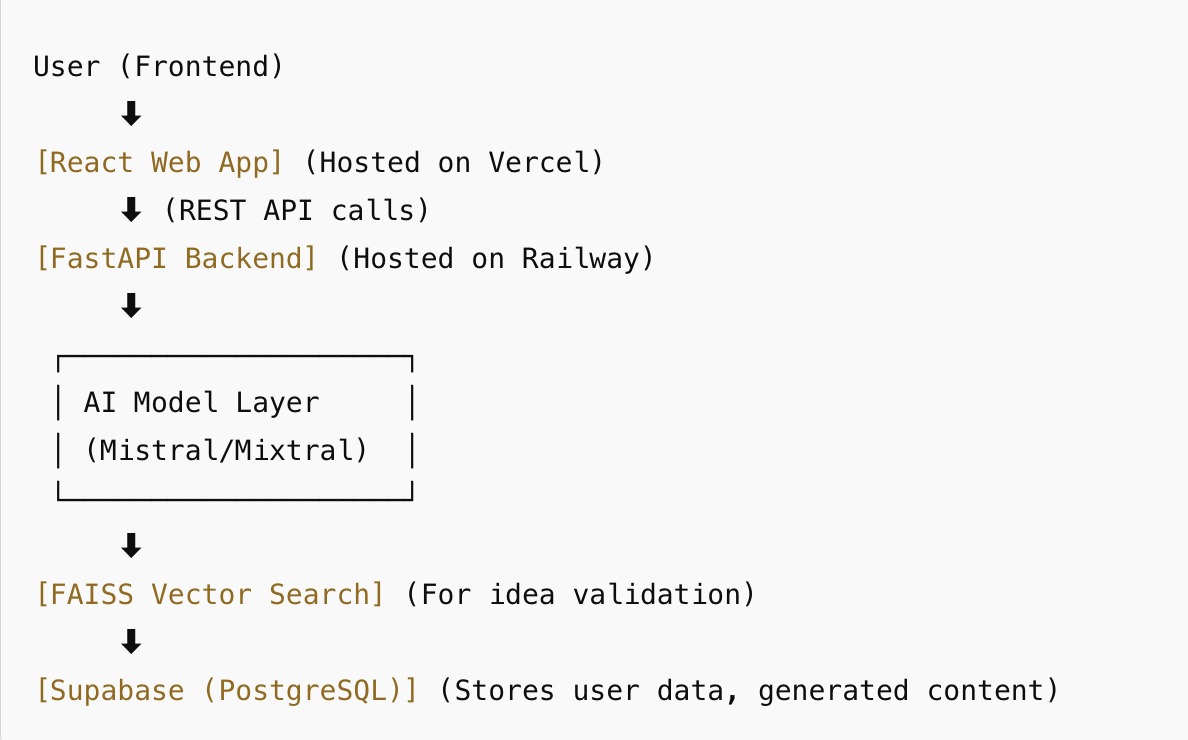 User (Frontend)
⬇
[React Web App] (Hosted on Vercel)
⬇ (REST API calls)
[FastAPI Backend] (Hosted on Railway)
⬇
AI Model Layer
(Mistral/Mixtral)
⬇
[FAISS Vector Search] (For idea validation)
⬇
[Supabase (PostgreSQL)] (Stores user data, generated content)